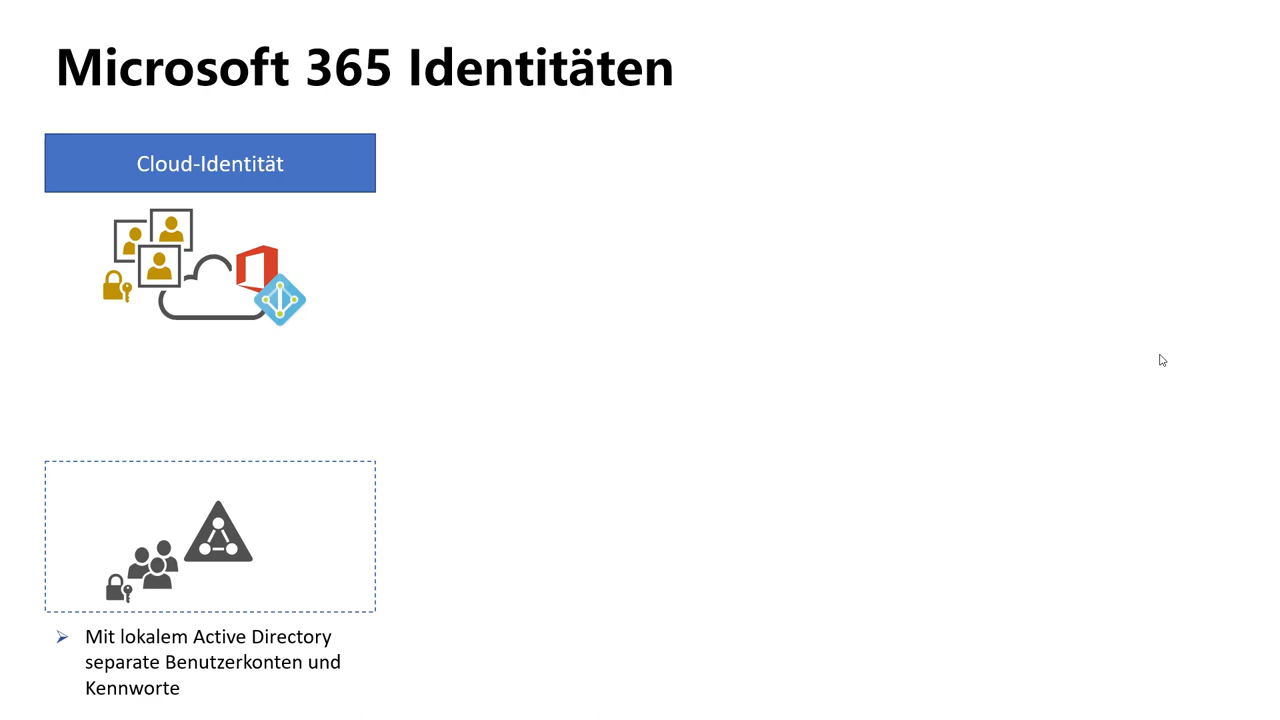 Microsoft 365 Identitäten
Cloud-Identität
Mit lokalem Active Directory
separate Benutzerkonten und
Kennworte